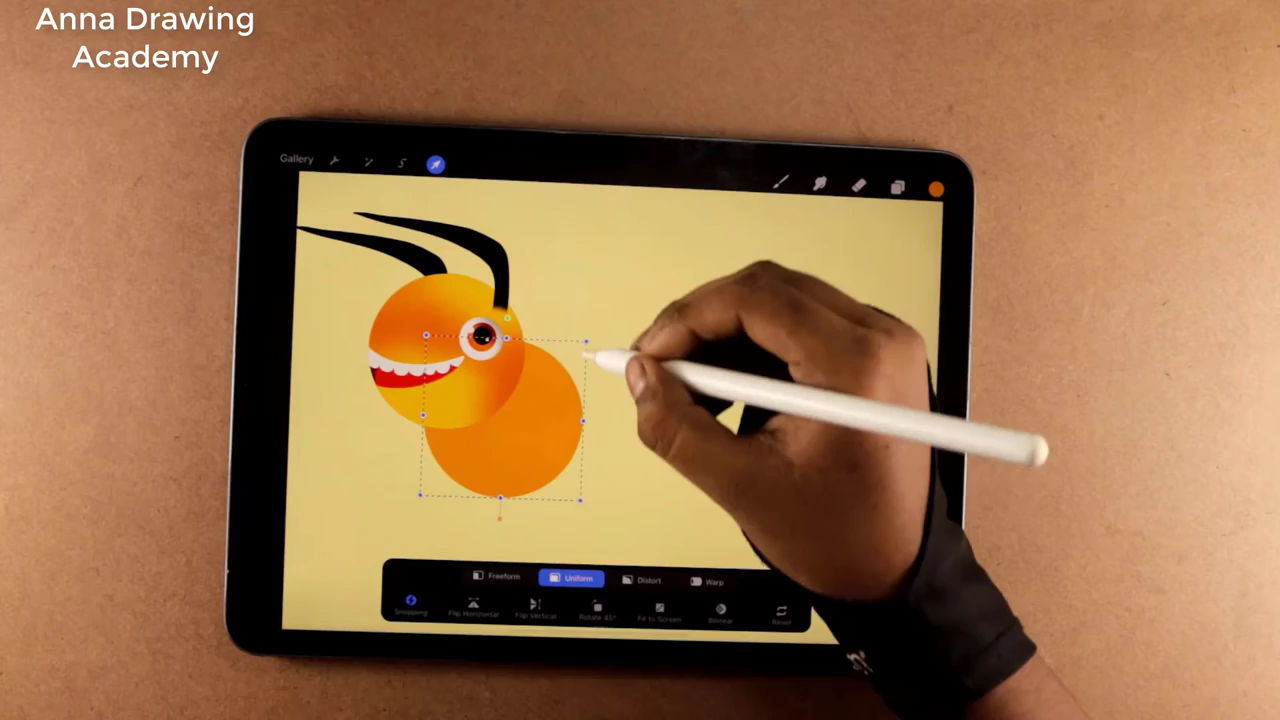 Anna Drawing
Academy
Gallery
Freeform
Uniform
Distort
Warp
Snapping
Flip Horizontal
Flip Vertical
Rotate 45°
Fit to Screen
Bilinear
Reset